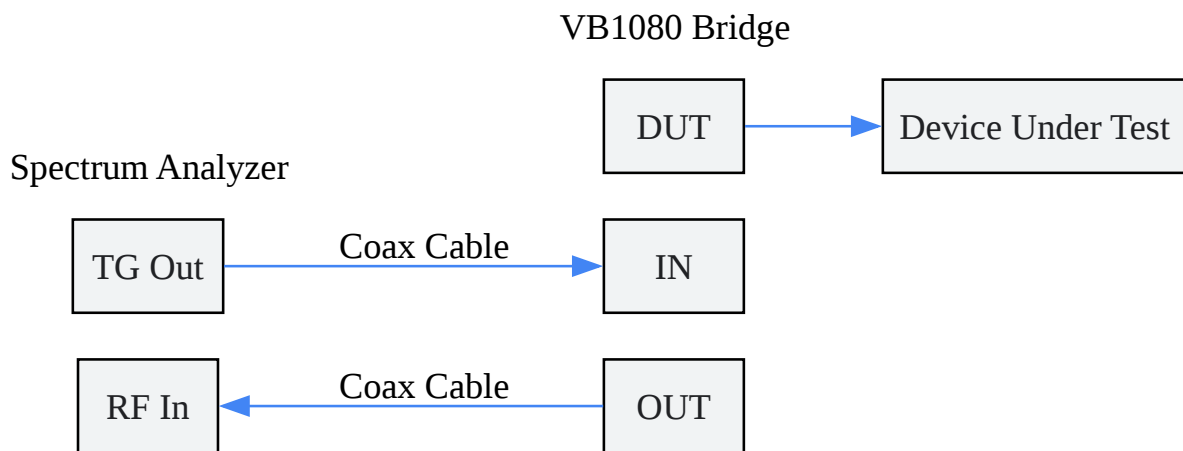 VB1080 Bridge
DUT
Device Under Test
Spectrum Analyzer
TG Out
Coax Cable
IN
RF In
Coax Cable
OUT